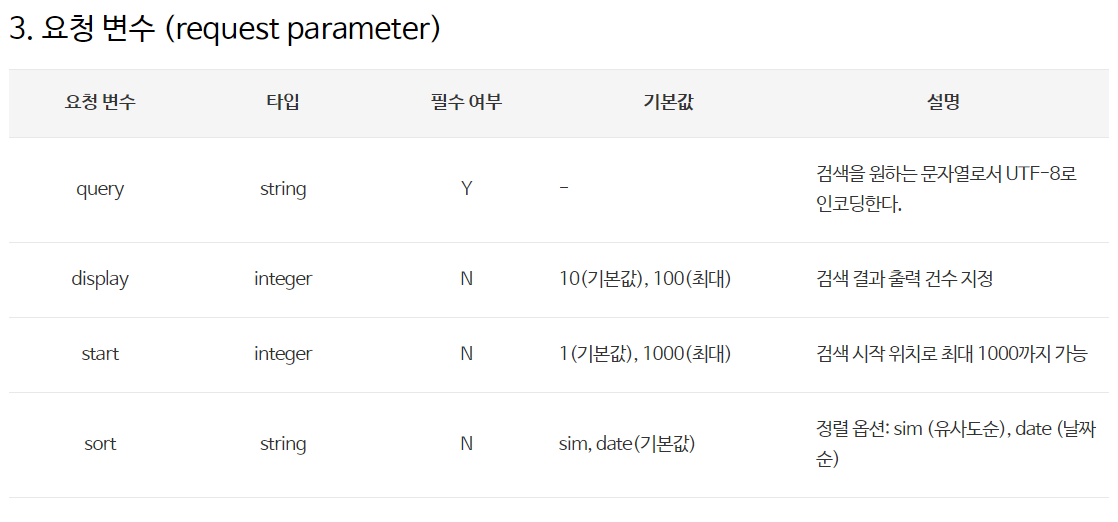 3. 요청 변수 (request parameter)
요청 변수 타입 필수 여부 기본값 설명
query string Y - 검색을 원하는 문자열로서 UTF-8로
인코딩한다.
display integer N 10(기본값), 100(최대) 검색 결과 출력 건수 지정
start integer N 1(기본값), 1000(최대) 검색 시작 위치로 최대 1000까지 가능
sort string N sim, date(기본값) 정렬 옵션: sim (유사도순), date (날짜
순)